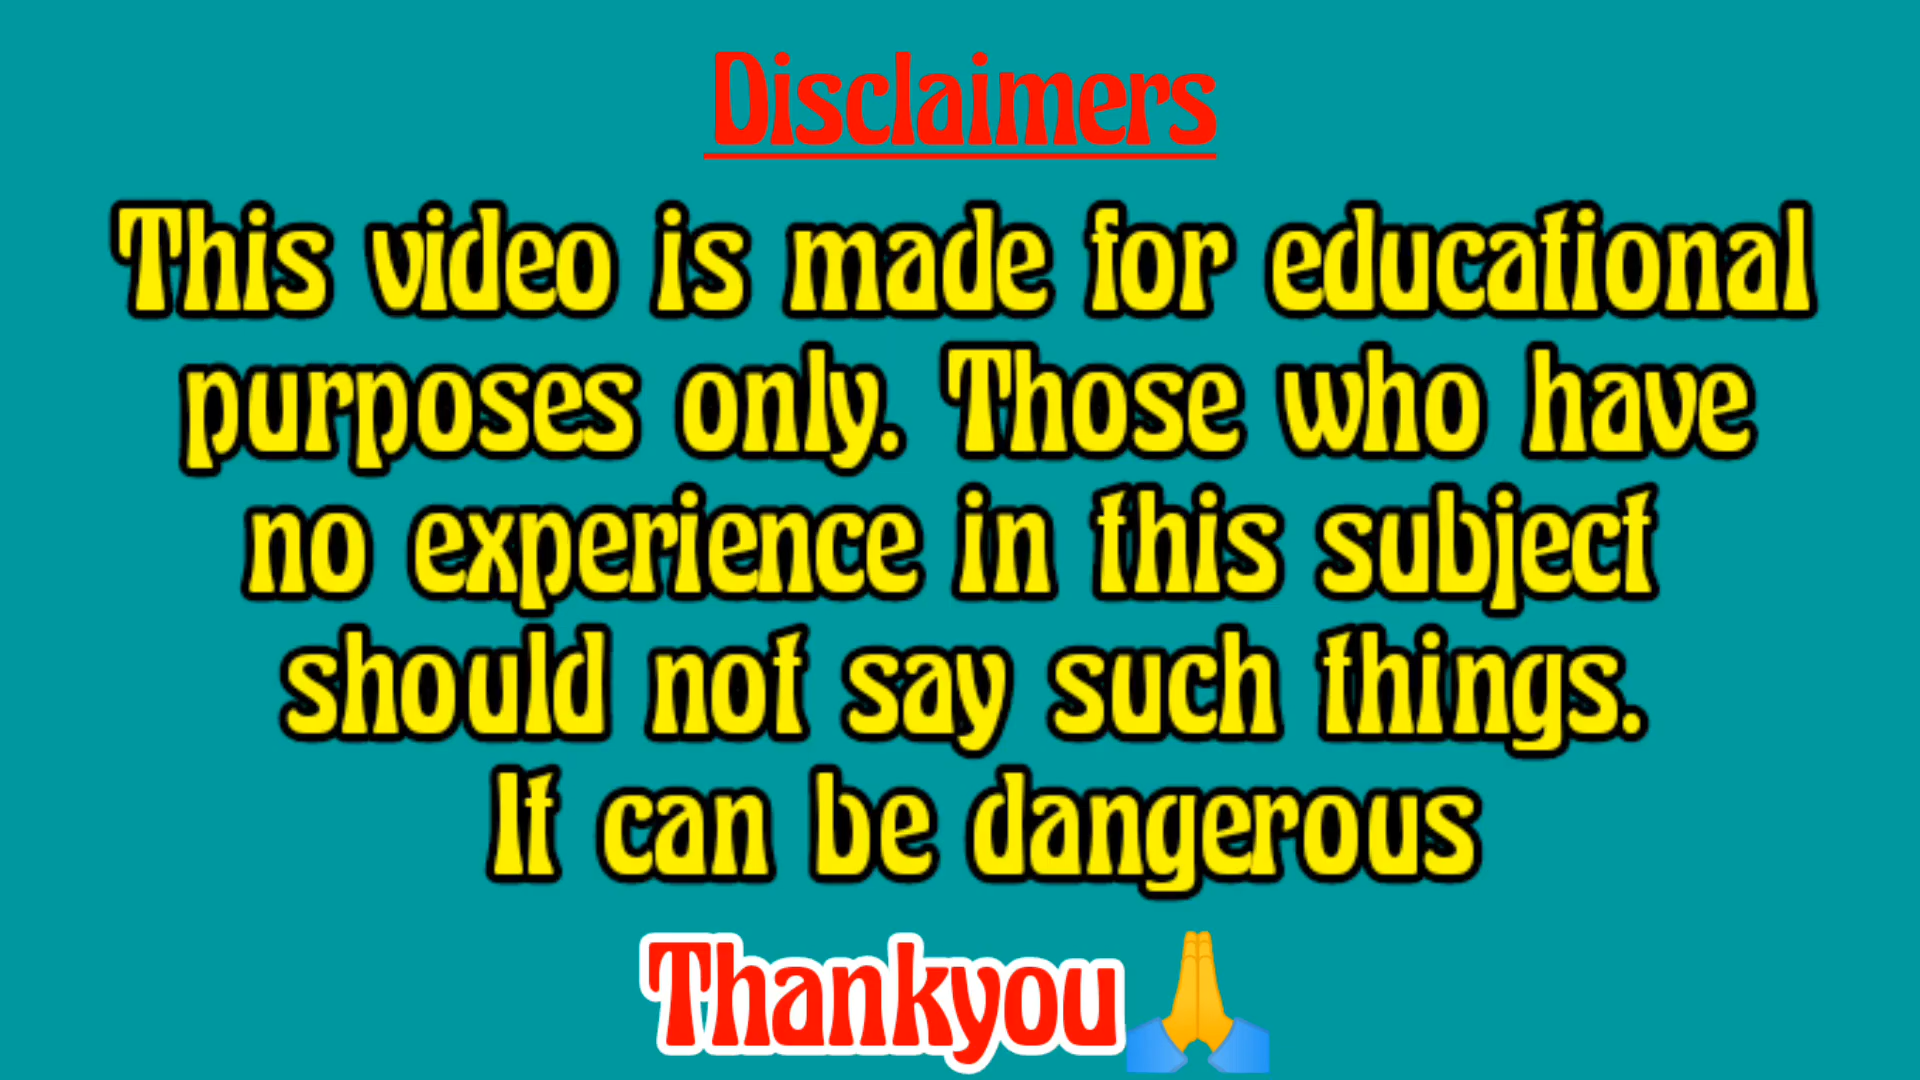 Disclaimers
This video is made for educational
purposes only. Those who have
no experience in this subject
should not say such things.
It can be dangerous
Thankyou🙏